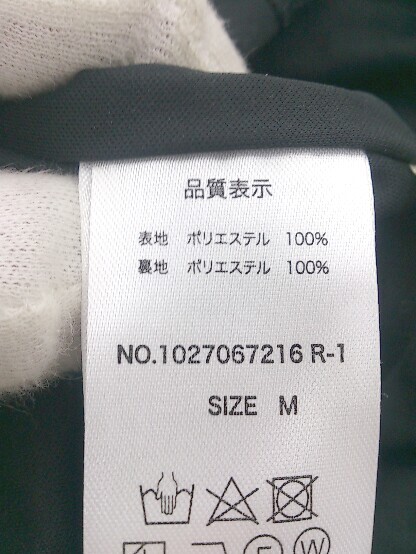 品質表示
表地 ポリエステル 100%
裏地 ポリエステル 100%
NO.1027067216 R-1
SIZE M
F W